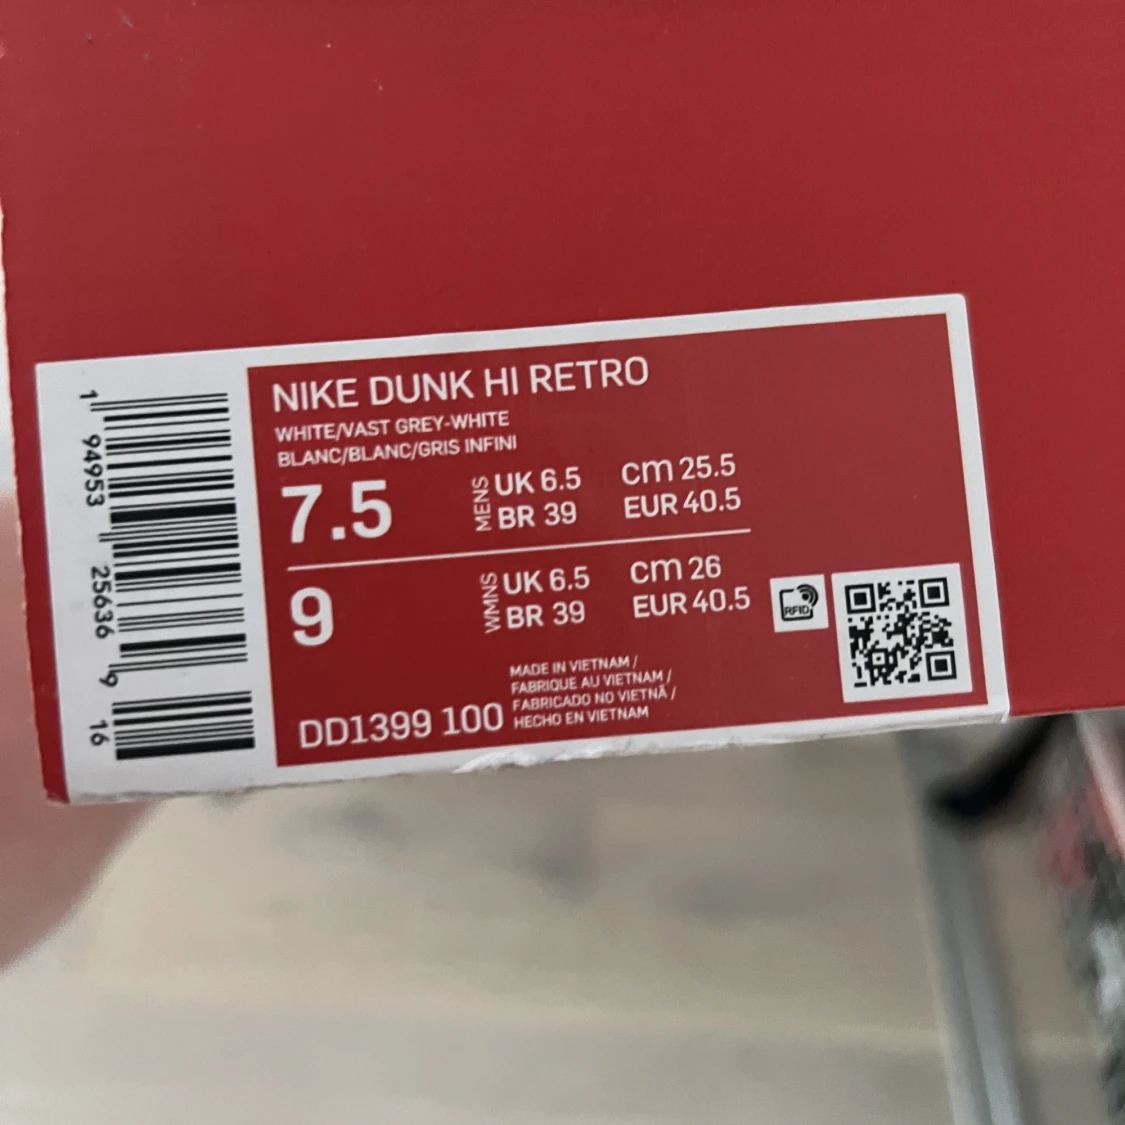 1 94953 25636 9 16
NIKE DUNK HI RETRO
WHITE/VAST GREY-WHITE
BLANC/BLANC/GRIS INFINI
7.5 MENS UK 6.5 cm 25.5
BR 39 EUR 40.5
9 WMNS UK 6.5 cm 26
BR 39 EUR 40.5
RFID
DD1399 100
MADE IN VIETNAM /
FABRIQUE AU VIETNAM /
FABRICADO NO VIETNÃ /
HECHO EN VIETNAM